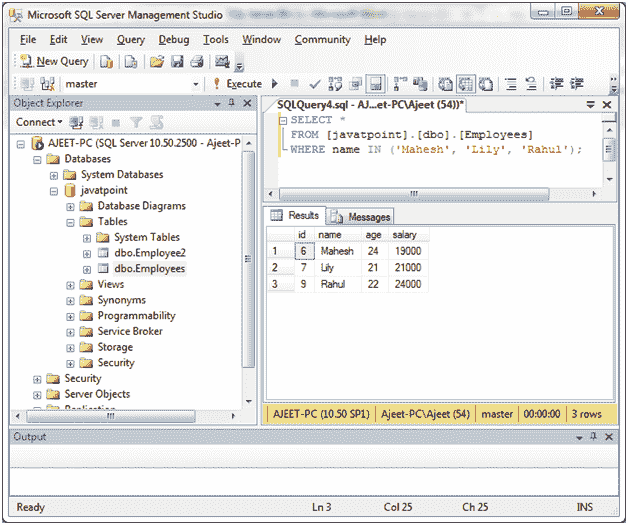 Microsoft SQL Server Management Studio
File Edit View Query Debug Tools Window Community Help
New Query
master Execute
Object Explorer
Connect
AJEET-PC (SQL Server 10.50.2500 - Ajeet-P
Databases
System Databases
javatpoint
Database Diagrams
Tables
System Tables
dbo.Employee2
dbo.Employees
Views
Synonyms
Programmability
Service Broker
Storage
Security
Security
Server Objects
Replication
SQLQuery4.sql - AJ...et-PC\Ajeet (54))*
SELECT *
FROM [javatpoint].[dbo].[Employees]
WHERE name IN ('Mahesh', 'Lily', 'Rahul');
Results Messages
id name age salary
1 6 Mahesh 24 19000
2 7 Lily 21 21000
3 9 Rahul 22 24000
AJEET-PC (10.50 SP1) Ajeet-PC\Ajeet (54) master 00:00:00 3 rows
Output
Ready Ln 3 Col 25 Ch 25 INS